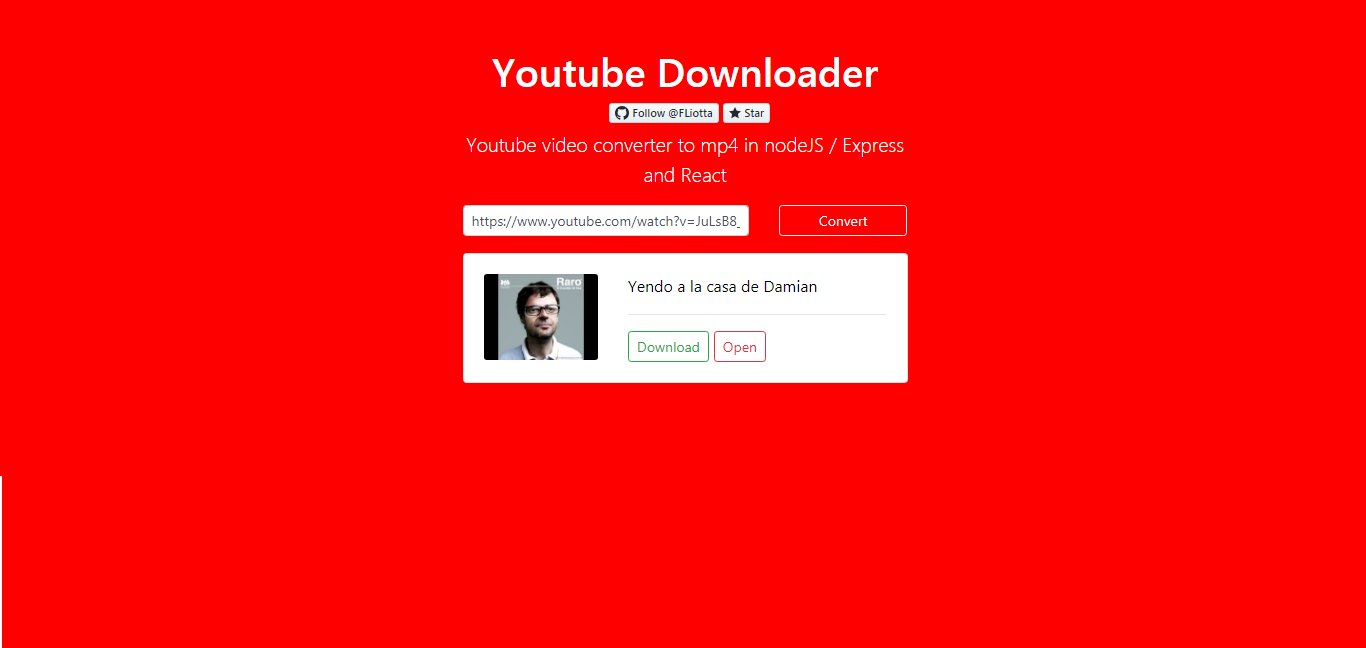 Youtube Downloader
Follow @FLiotta
Star
Youtube video converter to mp4 in nodeJS / Express
and React
https://www.youtube.com/watch?v=JuLsB8_
Convert
Raro
Yendo a la casa de Damian
Download
Open